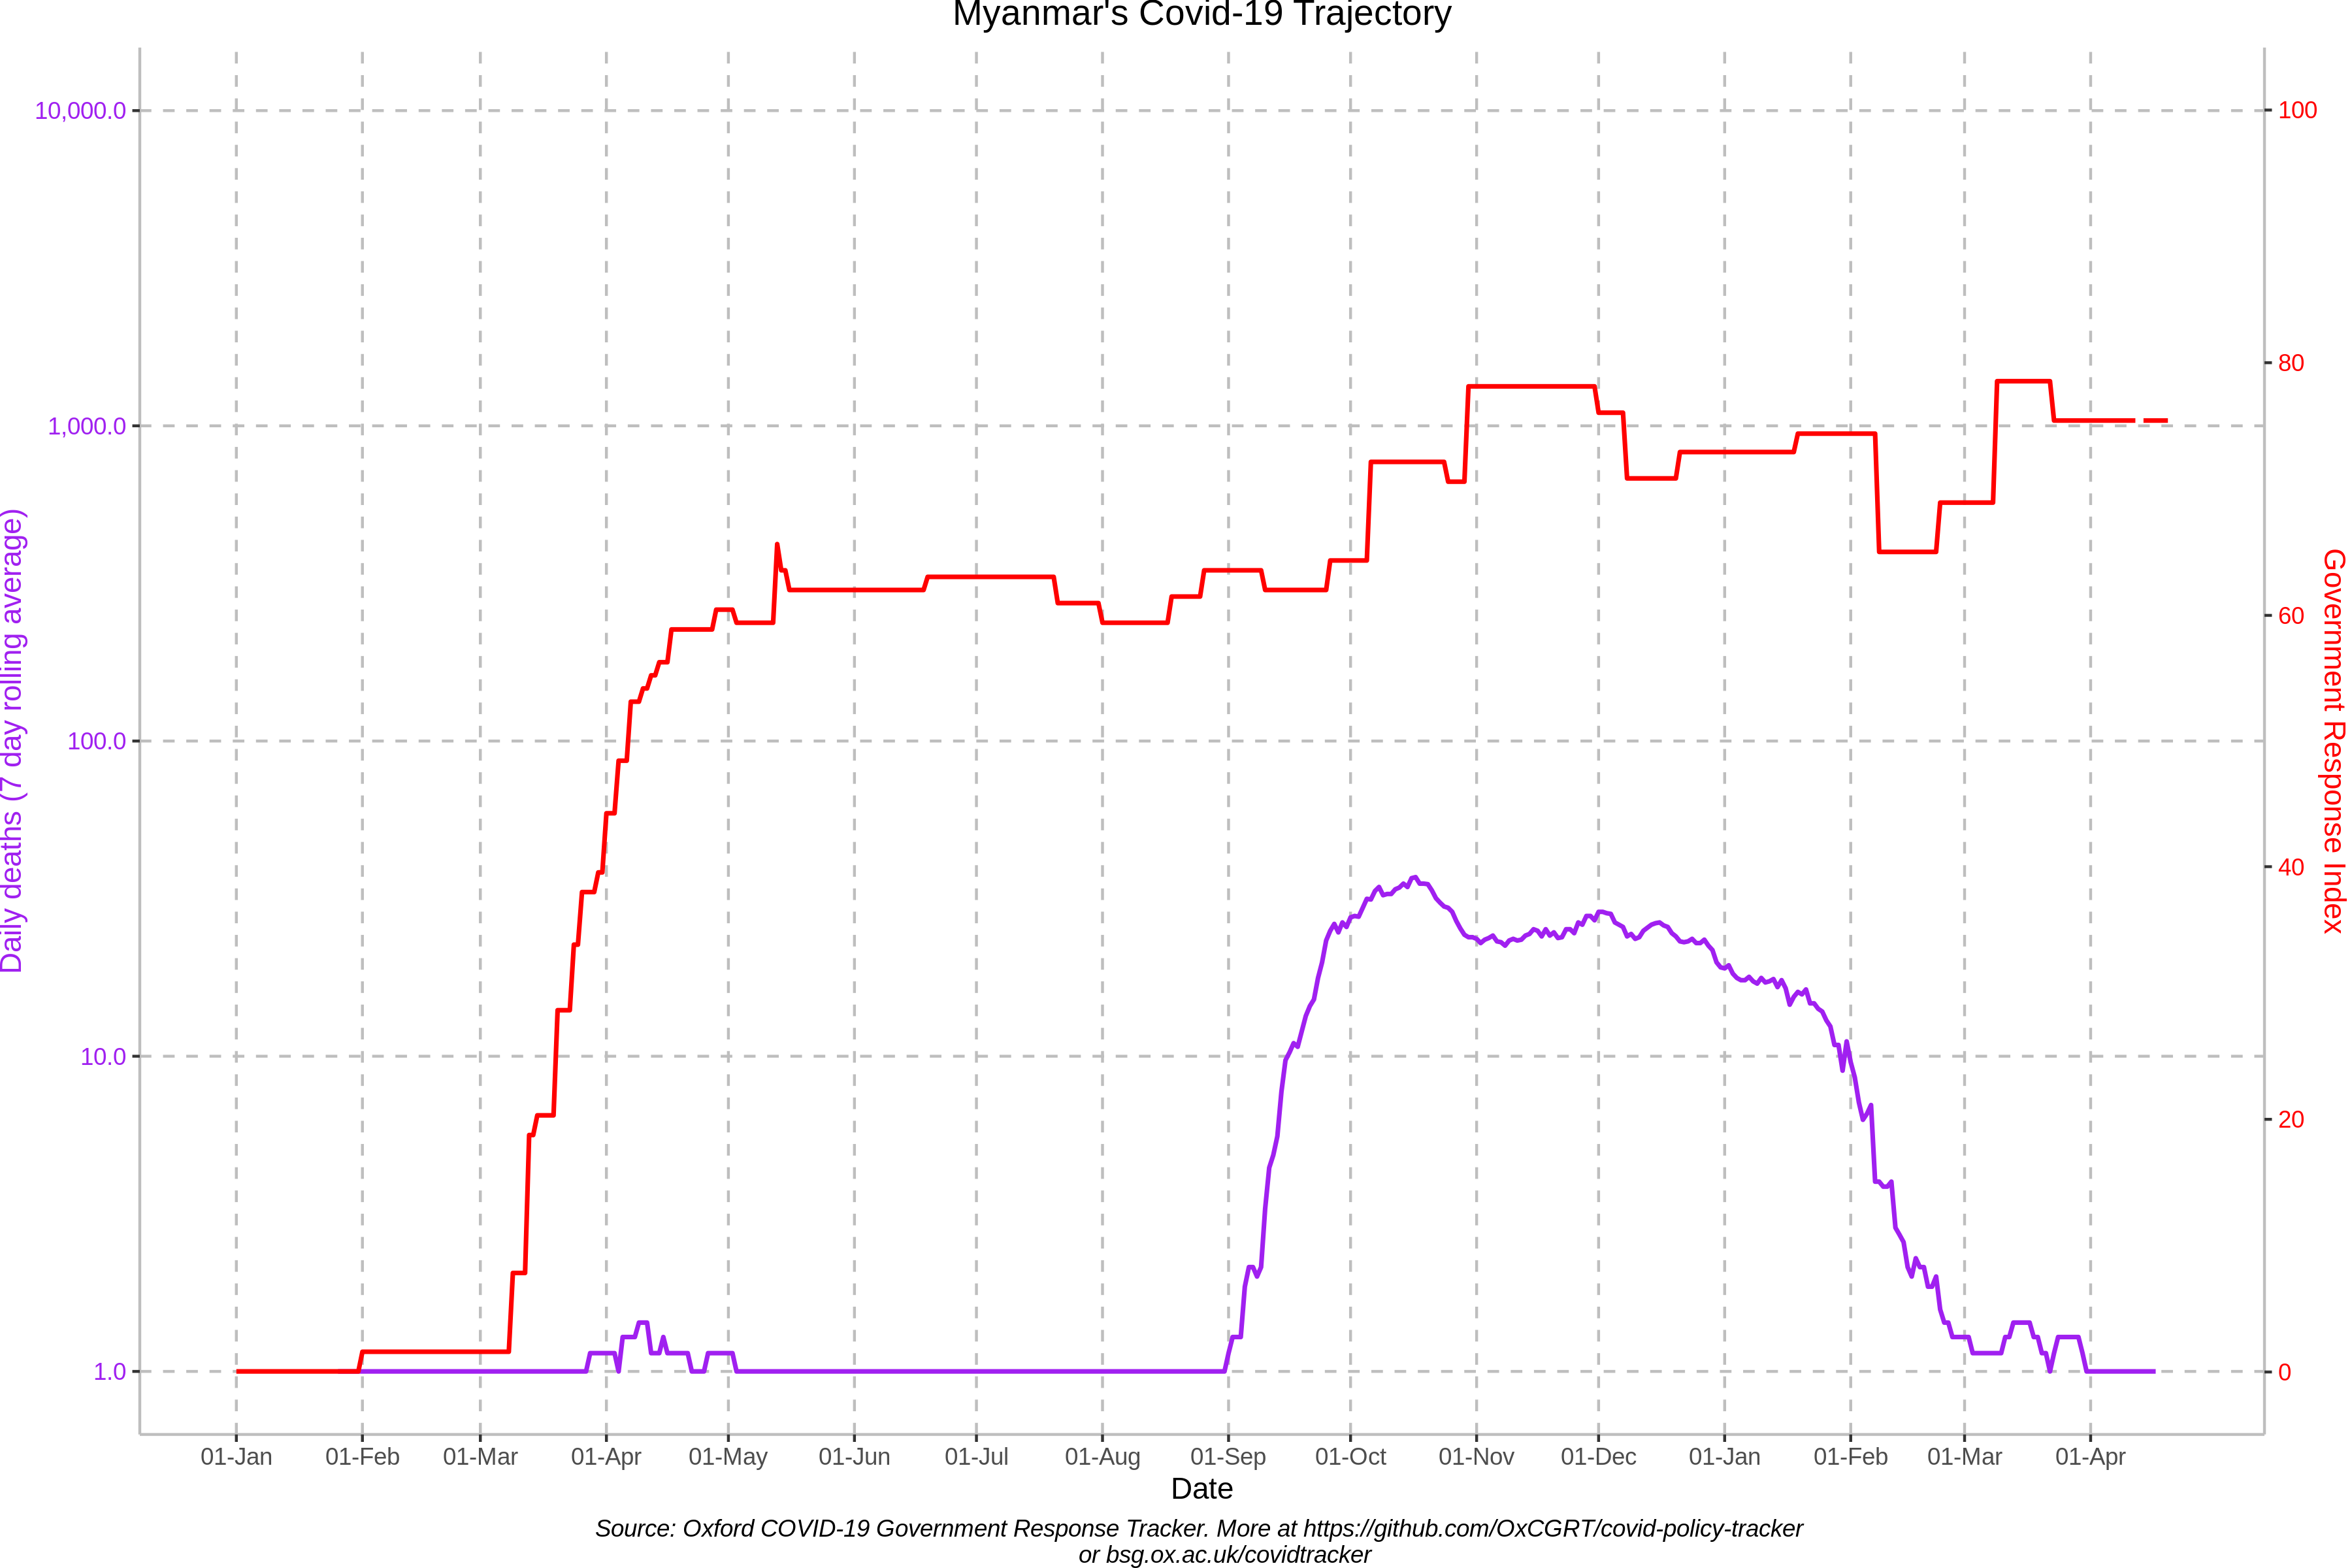 Myanmar's Covid-19 Trajectory
10,000.0
1,000.0
100.0
10.0
1.0
Daily deaths (7 day rolling average)
100
80
60
40
20
0
Government Response Index
01-Jan 01-Feb 01-Mar 01-Apr 01-May 01-Jun 01-Jul 01-Aug 01-Sep 01-Oct 01-Nov 01-Dec 01-Jan 01-Feb 01-Mar 01-Apr
Date
Source: Oxford COVID-19 Government Response Tracker. More at https://github.com/OxCGRT/covid-policy-tracker
or bsg.ox.ac.uk/covidtracker